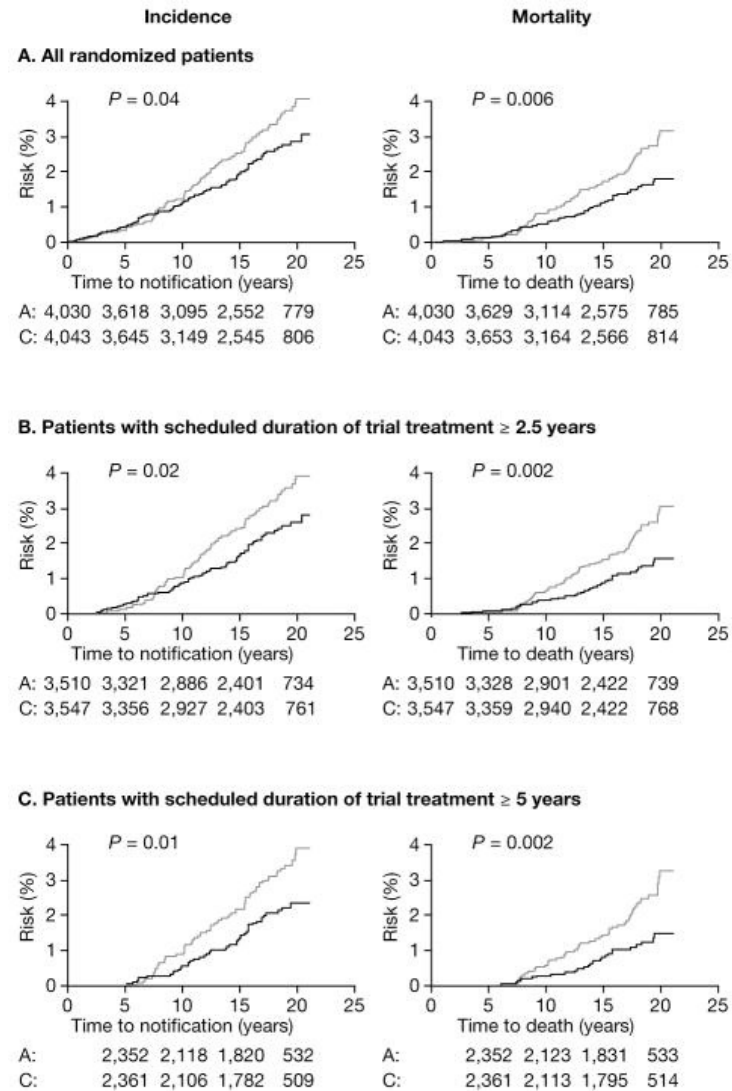 Incidence Mortality
A. All randomized patients
P = 0.04
Risk (%)
4
3
2
1
0
0 5 10 15 20 25
Time to notification (years)
A: 4,030 3,618 3,095 2,552 779
C: 4,043 3,645 3,149 2,545 806
P = 0.006
Risk (%)
4
3
2
1
0
0 5 10 15 20 25
Time to death (years)
A: 4,030 3,629 3,114 2,575 785
C: 4,043 3,653 3,164 2,566 814
B. Patients with scheduled duration of trial treatment ≥ 2.5 years
P = 0.02
Risk (%)
4
3
2
1
0
0 5 10 15 20 25
Time to notification (years)
A: 3,510 3,321 2,886 2,401 734
C: 3,547 3,356 2,927 2,403 761
P = 0.002
Risk (%)
4
3
2
1
0
0 5 10 15 20 25
Time to death (years)
A: 3,510 3,328 2,901 2,422 739
C: 3,547 3,359 2,940 2,422 768
C. Patients with scheduled duration of trial treatment ≥ 5 years
P = 0.01
Risk (%)
4
3
2
1
0
0 5 10 15 20 25
Time to notification (years)
A: 2,352 2,118 1,820 532
C: 2,361 2,106 1,782 509
P = 0.002
Risk (%)
4
3
2
1
0
0 5 10 15 20 25
Time to death (years)
A: 2,352 2,123 1,831 533
C: 2,361 2,113 1,795 514